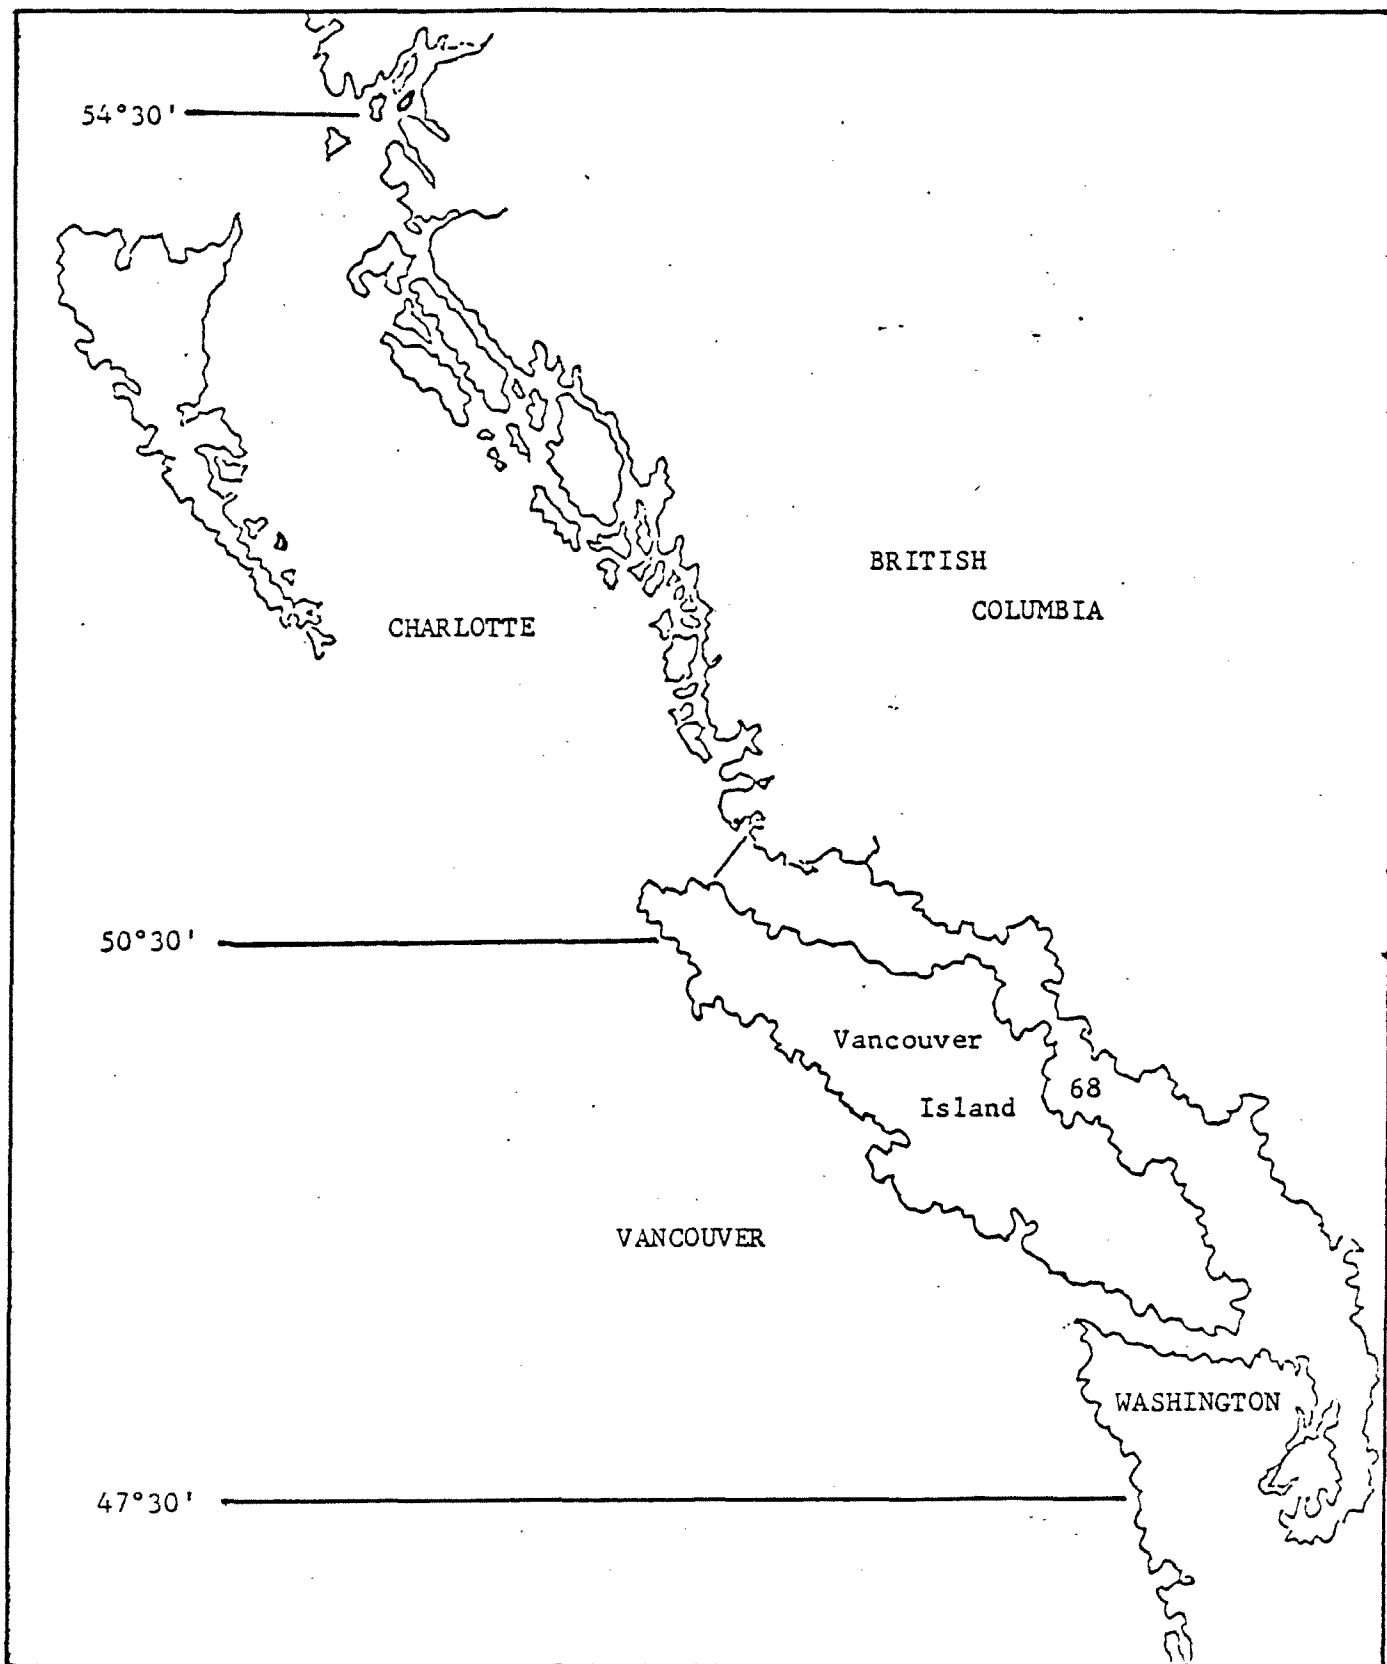 54°30'
BRITISH
COLUMBIA
CHARLOTTE
50°30'
Vancouver
Island
68
VANCOUVER
WASHINGTON
47°30'